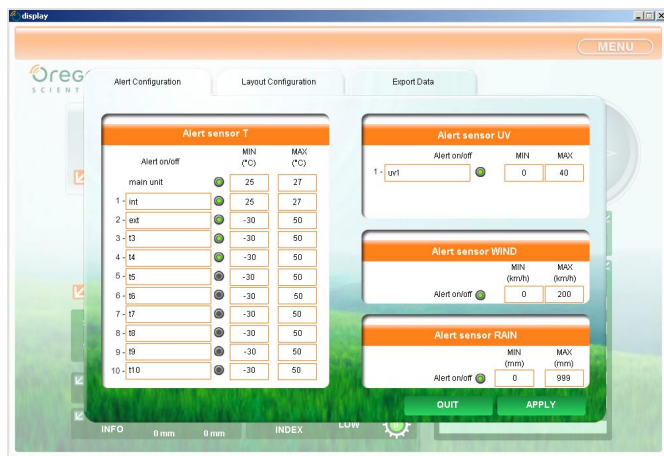 display
MENU
Oreg
SCIENT
Alert Configuration
Layout Configuration
Export Data
Alert sensor T
MIN MAX
Alert on/off (°C) (°C)
main unit 25 27
1 - int 25 27
2 - ext -30 50
3 - t3 -30 50
4 - t4 -30 50
5 - t5 -30 50
6 - t6 -30 50
7 - t7 -30 50
8 - t8 -30 50
9 - t9 -30 50
10 - t10 -30 50
Alert sensor UV
Alert on/off MIN MAX
1 - uv1 0 40
Alert sensor WIND
MIN MAX
(km/h) (km/h)
Alert on/off 0 200
Alert sensor RAIN
MIN MAX
(mm) (mm)
Alert on/off 0 999
QUIT APPLY
INFO 0 mm 0 mm INDEX LOW